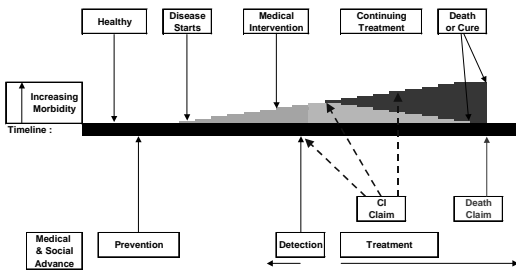 Healthy
Disease
Starts
Medical
Intervention
Continuing
Treatment
Death
or Cure
Increasing
Morbidity
Timeline :
CI
Claim
Death
Claim
Medical
& Social
Advance
Prevention
Detection
Treatment